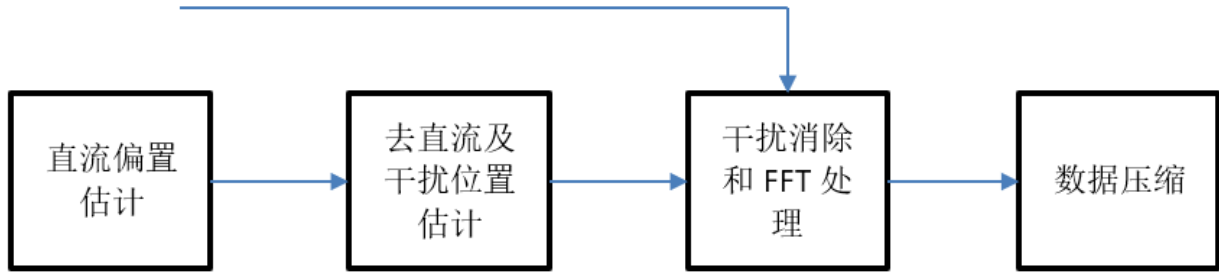 直流偏置
估计
去直流及
干扰位置
估计
干扰消除
和 FFT 处
理
数据压缩